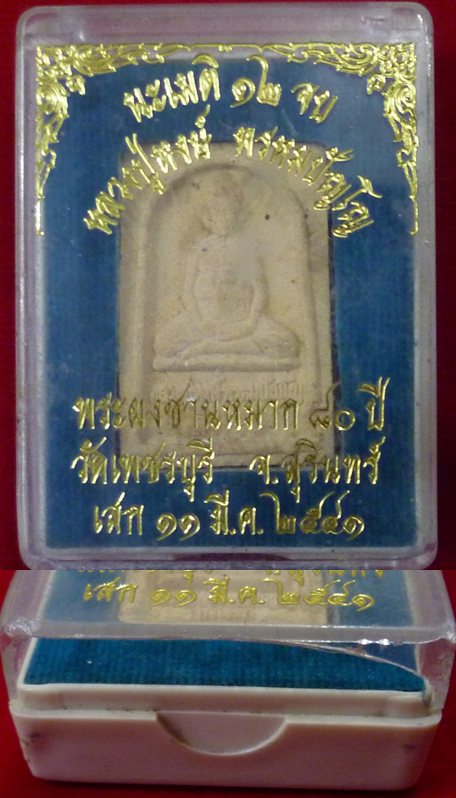 นะเมติ ๑๒ จบ
หลวงปู่หงษ์ พรหมปัญโญ
พระผงชานหมาก ๘๐ ปี
วัดเพชรบุรี จ.สุรินทร์
เสก ๑๑ มี.ค. ๒๕๔๑
เสก ๑๑ มี.ค. ๒๕๔๑